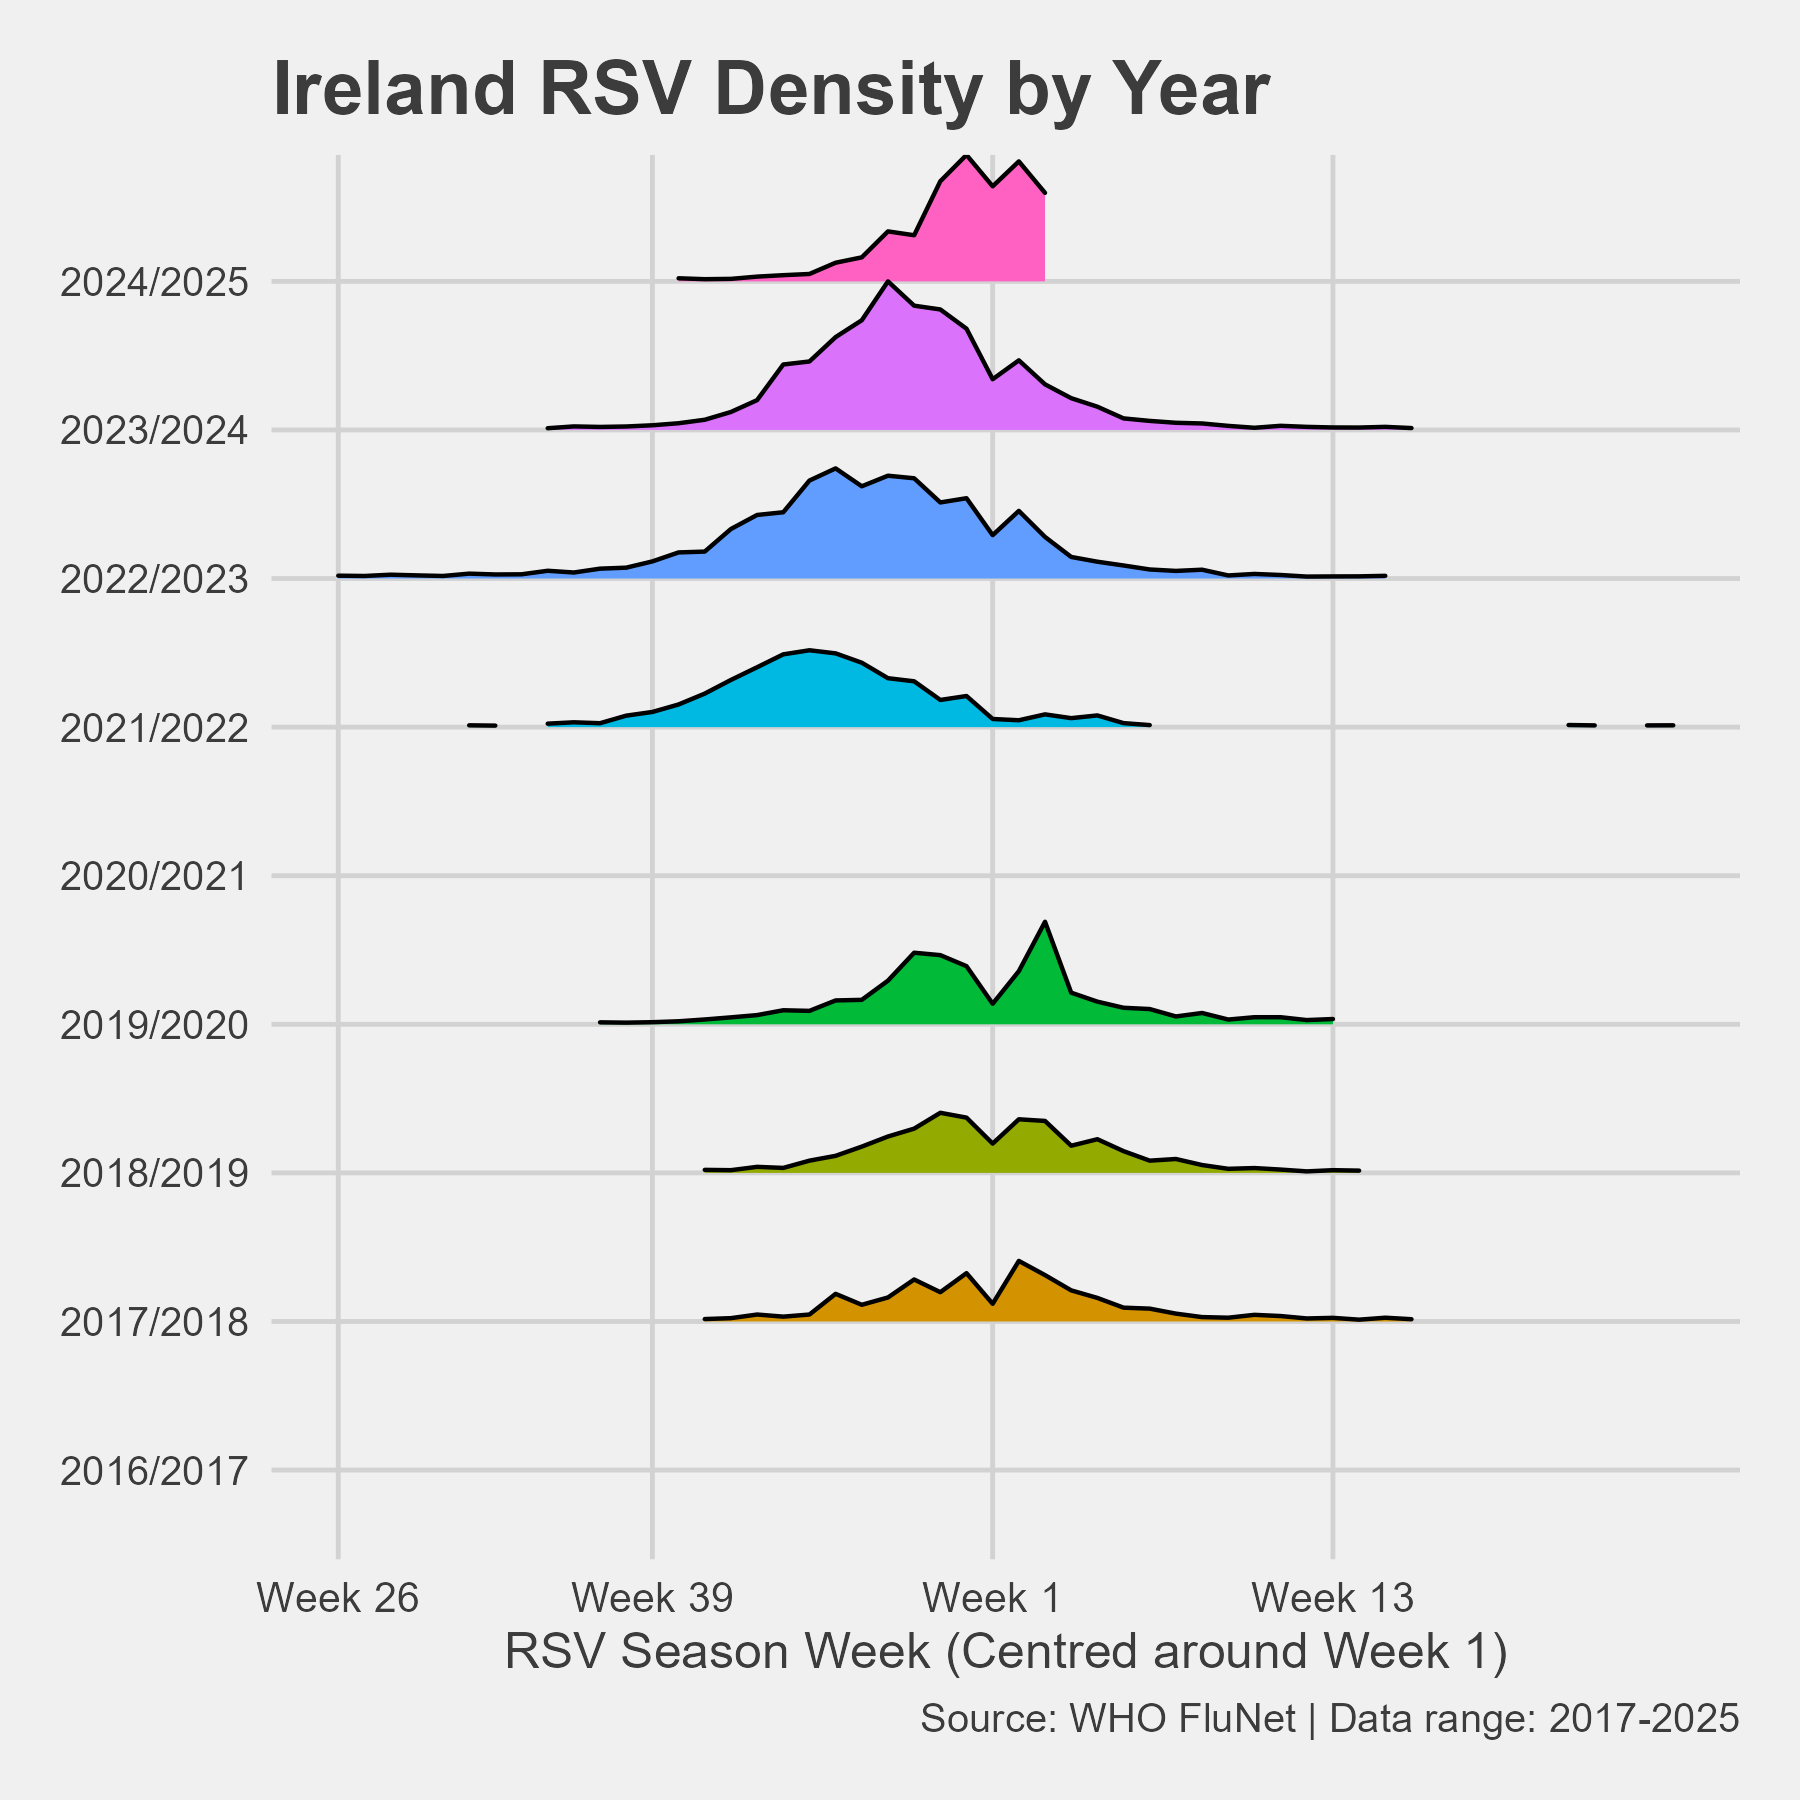 Ireland RSV Density by Year
2024/2025
2023/2024
2022/2023
2021/2022
2020/2021
2019/2020
2018/2019
2017/2018
2016/2017
Week 26 Week 39 Week 1 Week 13
RSV Season Week (Centred around Week 1)
Source: WHO FluNet | Data range: 2017-2025